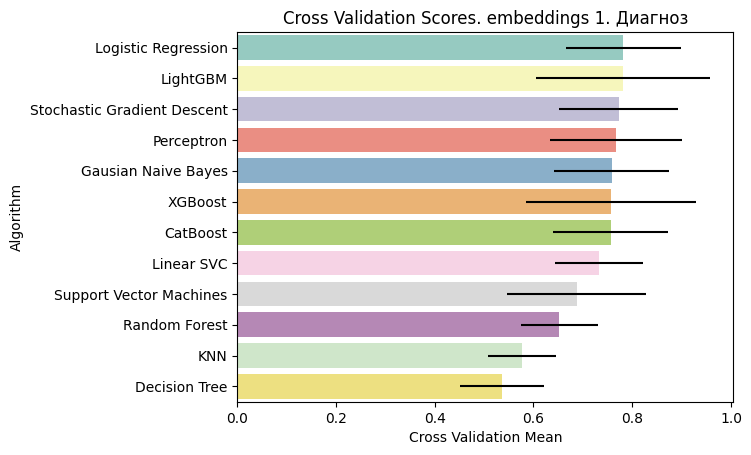 Cross Validation Scores. embeddings 1. Диагноз
Logistic Regression
LightGBM
Stochastic Gradient Descent
Perceptron
Gausian Naive Bayes
XGBoost
CatBoost
Linear SVC
Support Vector Machines
Random Forest
KNN
Decision Tree
Algorithm
0.0 0.2 0.4 0.6 0.8 1.0
Cross Validation Mean